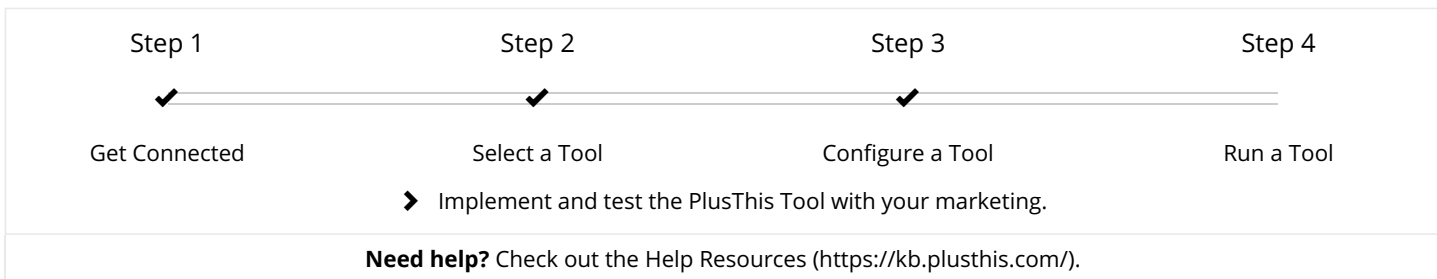 Step 1 Step 2 Step 3 Step 4
Get Connected Select a Tool Configure a Tool Run a Tool
Implement and test the PlusThis Tool with your marketing.
Need help? Check out the Help Resources (https://kb.plusthis.com/).